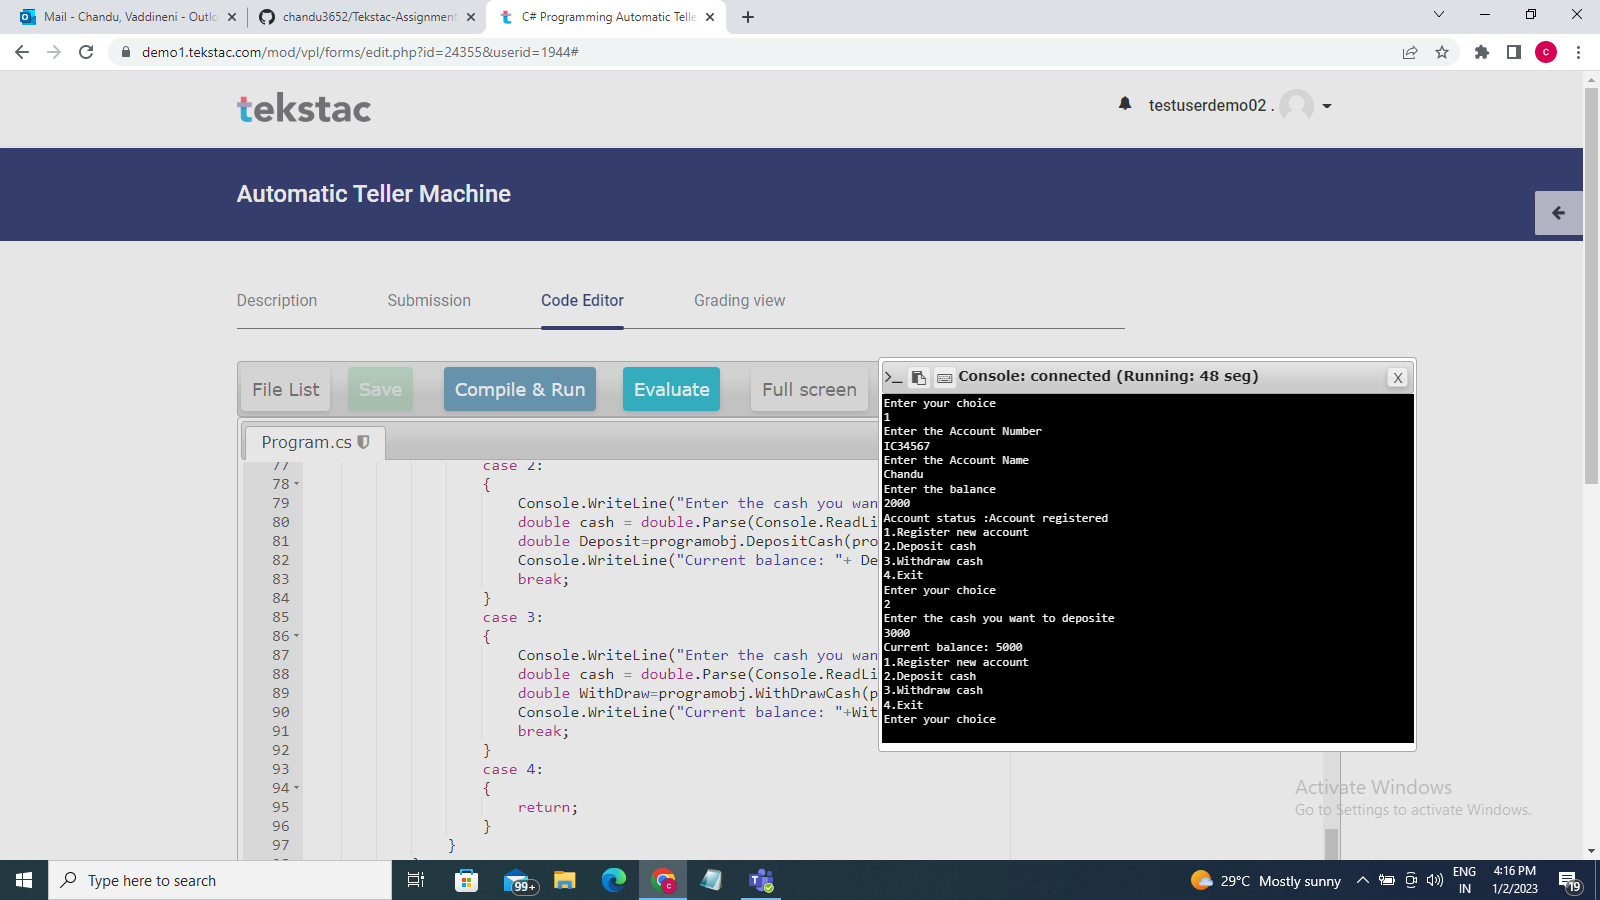 Mail - Chandu, Vaddineni - Outlo
chandu3652/Tekstac-Assignment
C# Programming Automatic Telle
demo1.tekstac.com/mod/vpl/forms/edit.php?id=24355&userid=1944#
c
tekstac
testuserdemo02 .
Automatic Teller Machine
Description
Submission
Code Editor
Grading view
File List
Save
Compile & Run
Evaluate
Full screen
Program.cs
77 case 2:
78 {
79 Console.WriteLine("Enter the cash you wan
80 double cash = double.Parse(Console.ReadLi
81 double Deposit=programobj.DepositCash(pro
82 Console.WriteLine("Current balance: "+ De
83 break;
84 }
85 case 3:
86 {
87 Console.WriteLine("Enter the cash you wan
88 double cash = double.Parse(Console.ReadLi
89 double WithDraw=programobj.WithDrawCash(p
90 Console.WriteLine("Current balance: "+Wit
91 break;
92 }
93 case 4:
94 {
95 return;
96 }
97 }
Console: connected (Running: 48 seg)
X
Enter your choice
1
Enter the Account Number
IC34567
Enter the Account Name
Chandu
Enter the balance
2000
Account status :Account registered
1.Register new account
2.Deposit cash
3.Withdraw cash
4.Exit
Enter your choice
2
Enter the cash you want to deposite
3000
Current balance: 5000
1.Register new account
2.Deposit cash
3.Withdraw cash
4.Exit
Enter your choice
Activate Windows
Go to Settings to activate Windows.
Type here to search
99+
c
29°C Mostly sunny
ENG
IN
4:16 PM
1/2/2023
19